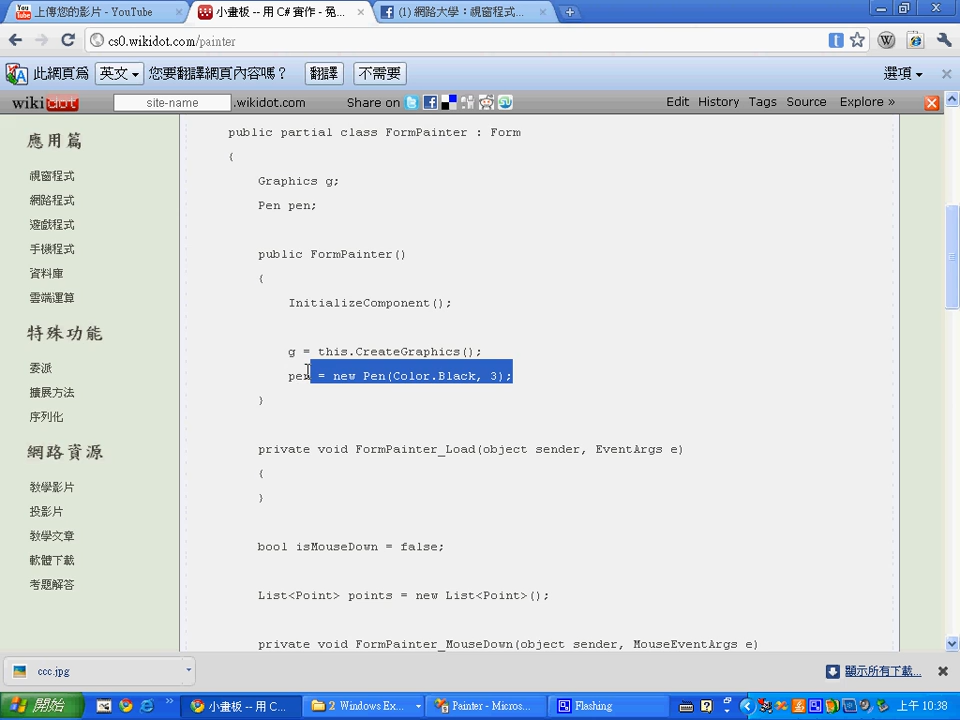 上傳您的影片 - YouTube
小畫板 -- 用 C# 實作 - 免...
(1) 網路大學：視窗程式...
cs0.wikidot.com/painter
此網頁為 英文 您要翻譯網頁內容嗎？ 翻譯 不需要 選項
wikidot site-name .wikidot.com Share on Edit History Tags Source Explore »
應用篇
視窗程式
網路程式
遊戲程式
手機程式
資料庫
雲端運算
特殊功能
委派
擴展方法
序列化
網路資源
教學影片
投影片
教學文章
軟體下載
考題解答
public partial class FormPainter : Form
{
Graphics g;
Pen pen;
public FormPainter()
{
InitializeComponent();
g = this.CreateGraphics();
pen = new Pen(Color.Black, 3);
}
private void FormPainter_Load(object sender, EventArgs e)
{
}
bool isMouseDown = false;
List<Point> points = new List<Point>();
private void FormPainter_MouseDown(object sender, MouseEventArgs e)
ccc.jpg
顯示所有下載...
開始
小畫板 -- 用 C...
2 Windows Ex...
Painter - Micros...
Flashing
上午 10:38